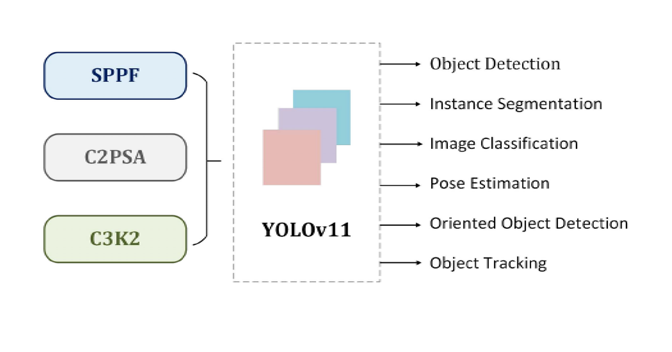 SPPF
C2PSA
C3K2
YOLOv11
Object Detection
Instance Segmentation
Image Classification
Pose Estimation
Oriented Object Detection
Object Tracking